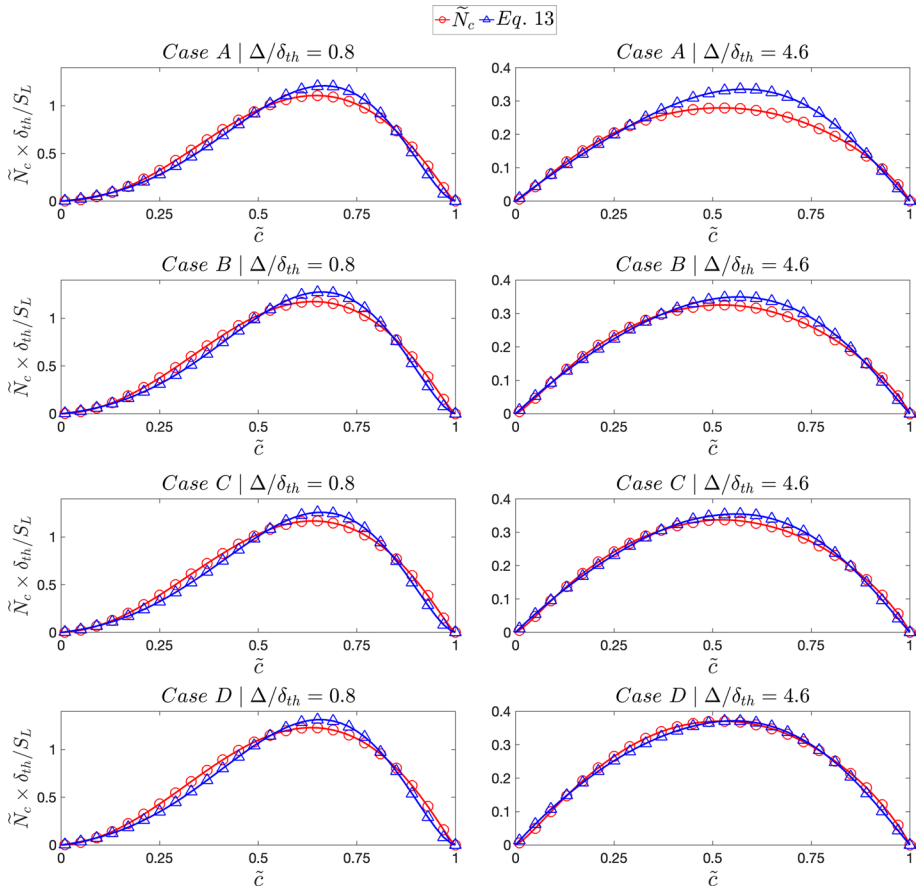 Ñ_c Eq. 13
Case A | Δ/δ_th = 0.8
Case A | Δ/δ_th = 4.6
Ñ_c × δ_th/S_L
1
0.5
0
0 0.25 0.5 0.75 1
c̃
0.4
0.3
0.2
0.1
0
0 0.25 0.5 0.75 1
c̃
Case B | Δ/δ_th = 0.8
Case B | Δ/δ_th = 4.6
Ñ_c × δ_th/S_L
1
0.5
0
0 0.25 0.5 0.75 1
c̃
0.4
0.3
0.2
0.1
0
0 0.25 0.5 0.75 1
c̃
Case C | Δ/δ_th = 0.8
Case C | Δ/δ_th = 4.6
Ñ_c × δ_th/S_L
1
0.5
0
0 0.25 0.5 0.75 1
c̃
0.4
0.3
0.2
0.1
0
0 0.25 0.5 0.75 1
c̃
Case D | Δ/δ_th = 0.8
Case D | Δ/δ_th = 4.6
Ñ_c × δ_th/S_L
1
0.5
0
0 0.25 0.5 0.75 1
c̃
0.4
0.3
0.2
0.1
0
0 0.25 0.5 0.75 1
c̃